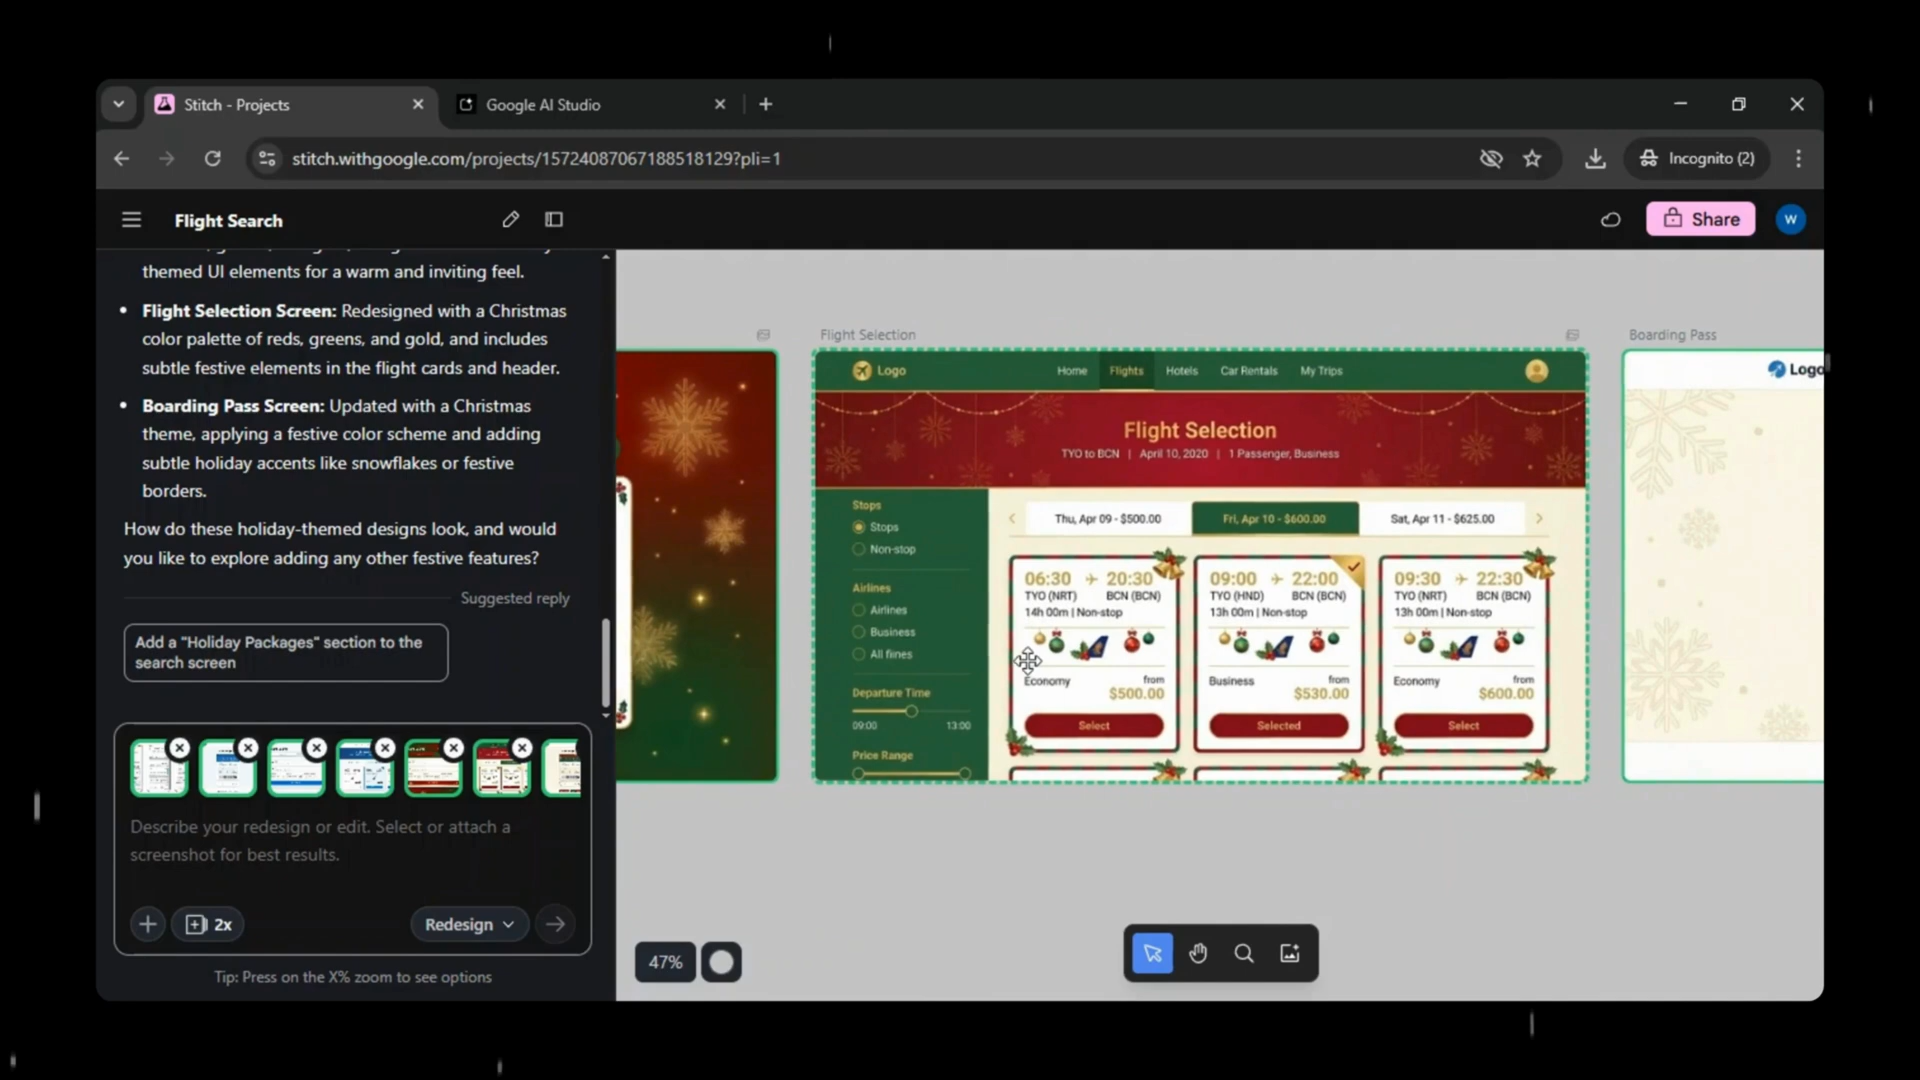 Stitch - Projects
Google AI Studio
stitch.withgoogle.com/projects/15724087067188518129?pli=1
Incognito (2)
Flight Search
Share
W
themed UI elements for a warm and inviting feel.
Flight Selection Screen: Redesigned with a Christmas
color palette of reds, greens, and gold, and includes
subtle festive elements in the flight cards and header.
Boarding Pass Screen: Updated with a Christmas
theme, applying a festive color scheme and adding
subtle holiday accents like snowflakes or festive
borders.
How do these holiday-themed designs look, and would
you like to explore adding any other festive features?
Suggested reply
Add a "Holiday Packages" section to the
search screen
Describe your redesign or edit. Select or attach a
screenshot for best results.
2x
Redesign
Tip: Press on the X% zoom to see options
Flight Selection
Logo
Home
Flights
Hotels
Car Rentals
My Trips
Flight Selection
TYO to BCN | April 10, 2020 | 1 Passenger, Business
Stops
Stops
Non-stop
Airlines
Airlines
Business
All fines
Departure Time
09:00 13:00
Price Range
Thu, Apr 09 - $500.00
Fri, Apr 10 - $600.00
Sat, Apr 11 - $625.00
06:30 20:30
TYO (NRT) BCN (BCN)
14h 00m | Non-stop
Economy from
$500.00
Select
09:00 22:00
TYO (HND) BCN (BCN)
13h 00m | Non-stop
Business from
$530.00
Selected
09:30 22:30
TYO (NRT) BCN (BCN)
13h 00m | Non-stop
Economy from
$600.00
Select
Boarding Pass
Logo
47%